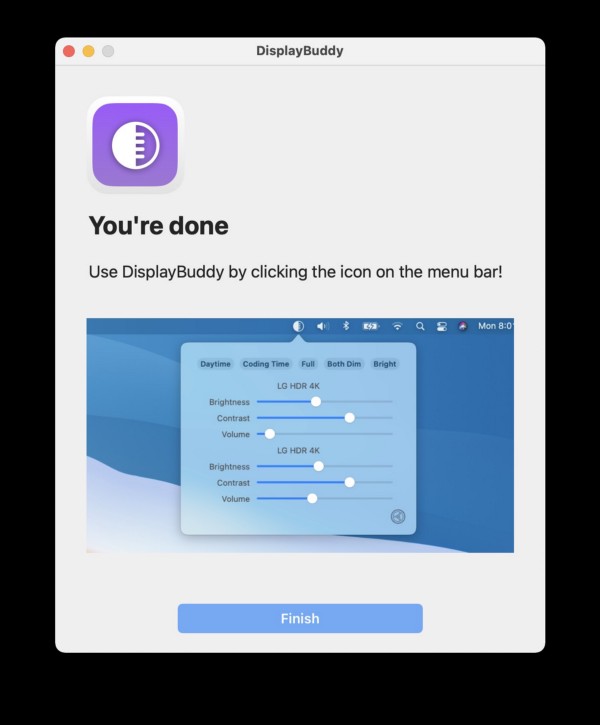 DisplayBuddy
You're done
Use DisplayBuddy by clicking the icon on the menu bar!
Mon 8:0
Daytime Coding Time Full Both Dim Bright
LG HDR 4K
Brightness
Contrast
Volume
LG HDR 4K
Brightness
Contrast
Volume
Finish